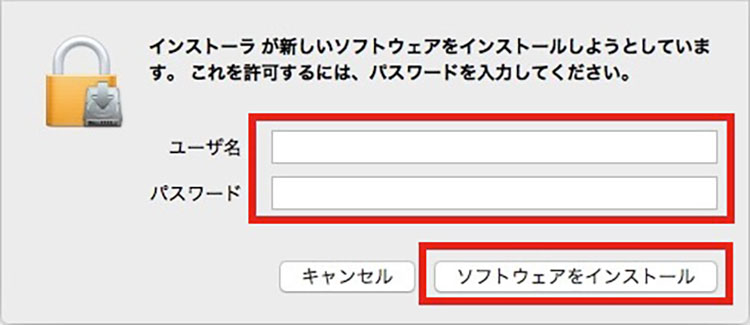 インストーラ が新しいソフトウェアをインストールしようとしていま
す。 これを許可するには、パスワードを入力してください。
ユーザ名
パスワード
キャンセル
ソフトウェアをインストール